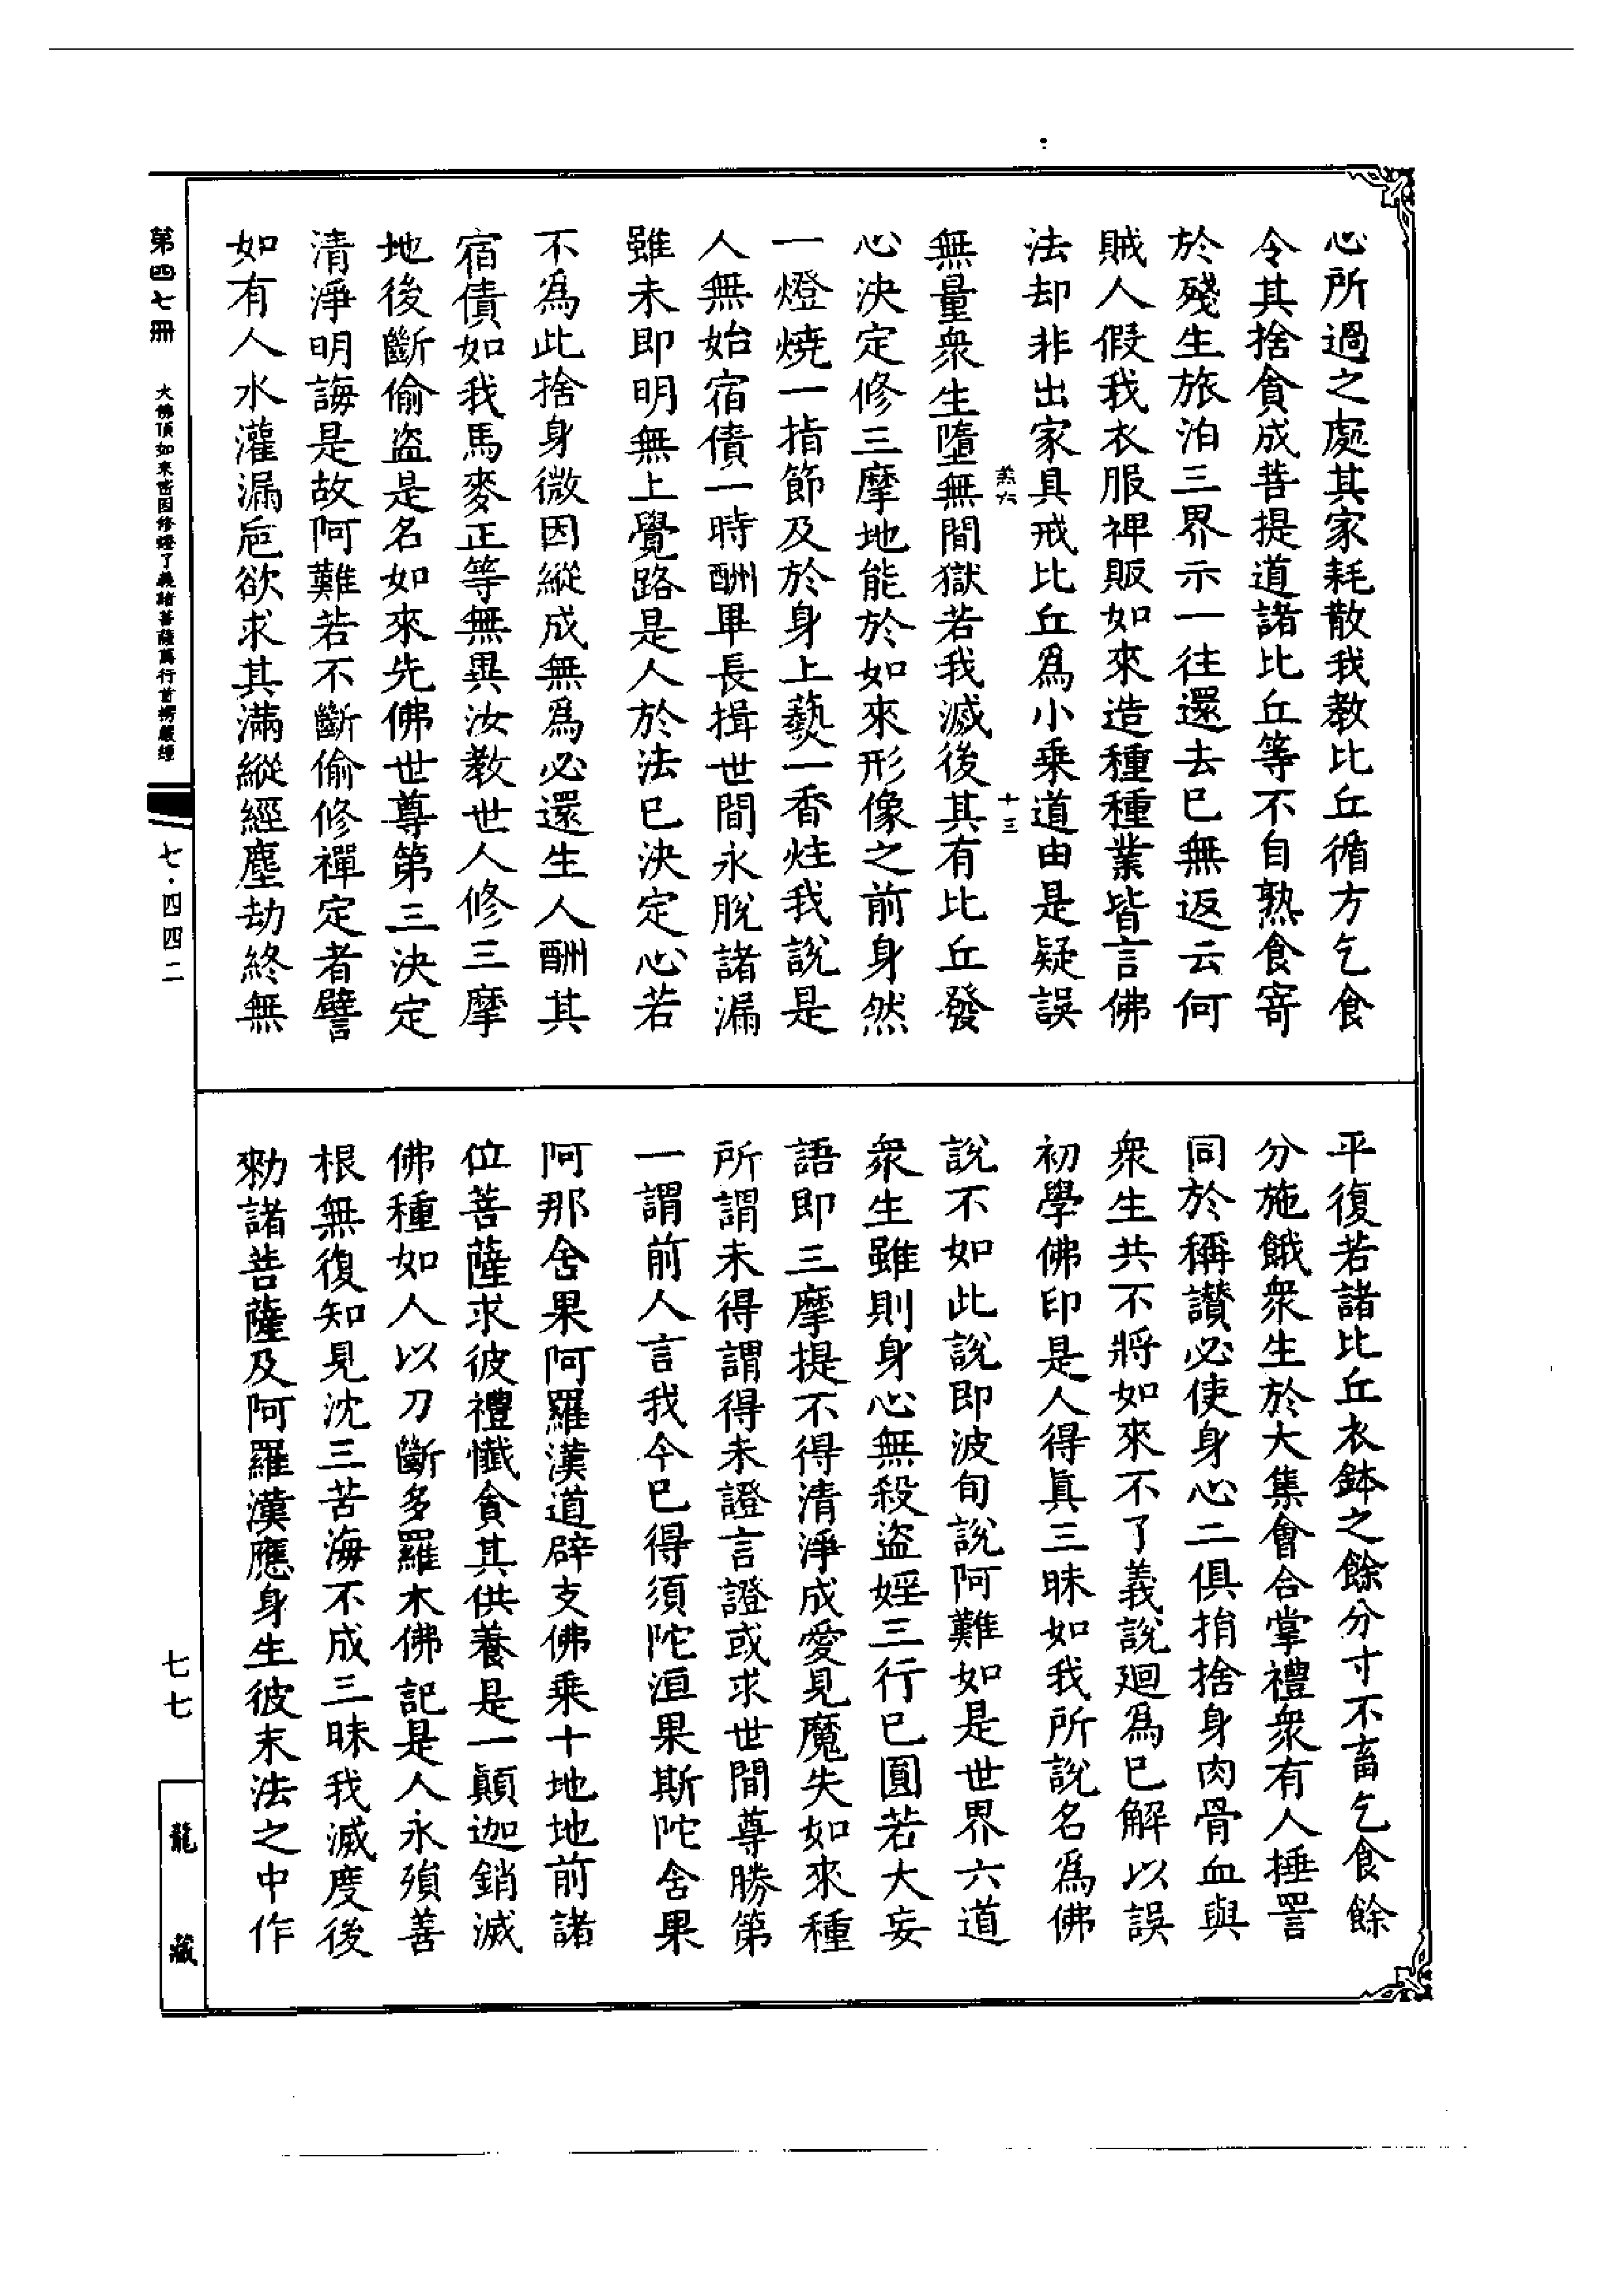 心所過之處其家耗散我教比丘循方乞食
令其捨貪成菩提道諸比丘等不自熟食寄
於殘生旅泊三界示一往還去已無返云何
賊人假我衣服裨販如來造種種業皆言佛
法却非出家具戒比丘爲小乗道由是疑誤
無量衆生墮無間獄若我滅後其有比丘發
心決定修三摩地能於如來形像之前身然
一燈燒一指節及於身上爇一香炷我說是
人無始宿債一時酬畢長揖世間永脫諸漏
雖未即明無上覺路是人於法已決定心若
不爲此捨身微因縱成無爲必還生人酬其
宿債如我馬麥正等無異汝教世人修三摩
地後斷偷盗是名如來先佛世尊第三決定
清淨明誨是故阿難若不斷偷修禪定者譬
如有人水灌漏巵欲求其滿縱經塵劫終無
平復若諸比丘衣鉢之餘分寸不畜乞食餘
分施餓衆生於大集會合掌禮衆有人捶詈
同於稱讚必使身心二俱捐捨身肉骨血與
衆生共不將如來不了義說廻爲已解以誤
初學佛印是人得真三昧如我所說名爲佛
說不如此說即波旬說阿難如是世界六道
衆生雖則身心無殺盜婬三行已圓若大妄
語即三摩提不得清淨成愛見魔失如來種
所謂未得謂得未證言證或求世間尊勝第
一謂前人言我今已得須陀洹果斯陀舍果
阿那舍果阿羅漢道辟支佛乗十地地前諸
位菩薩求彼禮懺貪其供養是一顛迦銷滅
佛種如人以刀斷多羅木佛記是人永殞善
根無復知見沈三苦海不成三昧我滅度後
勑諸菩薩及阿羅漢應身生彼末法之中作
第四七冊
大佛頂如來密因修證了義諸菩薩萬行首楞嚴經
七·四四二
七七
龍藏
十三